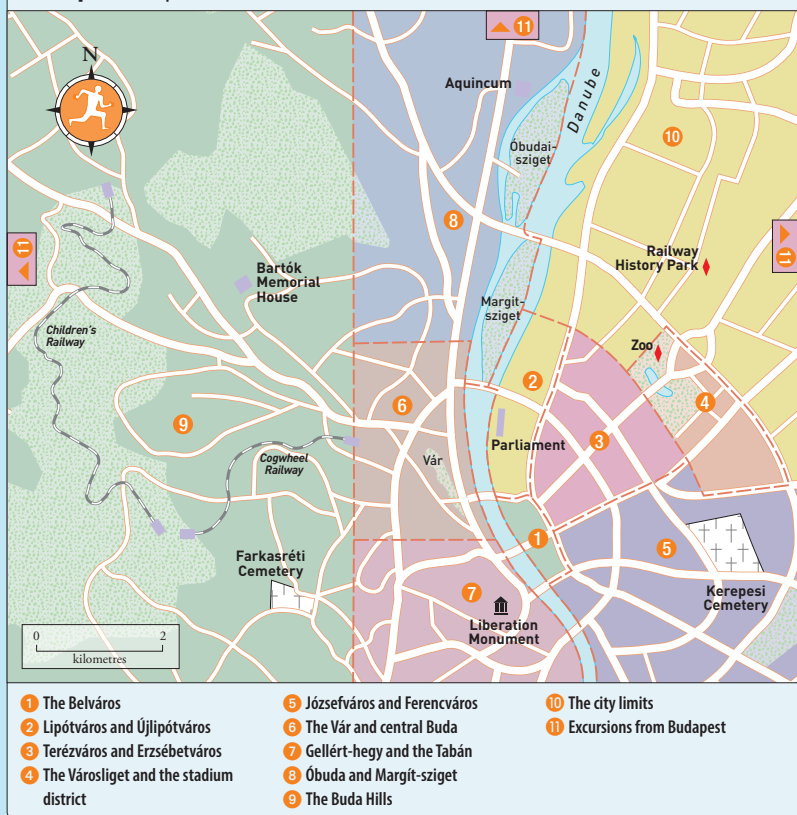 N
11
Aquincum
Danube
Óbudai-
sziget
10
8
11
Railway
History Park
11
Bartók
Memorial
House
Margit-
sziget
Children's
Railway
Zoo
2
4
6
9
3
Parliament
Cogwheel
Railway
Vár
1
5
Farkasréti
Cemetery
7
Kerepesi
Cemetery
Liberation
Monument
0 2
kilometres
1 The Belváros
2 Lipótváros and Újlipótváros
3 Terézváros and Erzsébetváros
4 The Városliget and the stadium
district
5 Józsefváros and Ferencváros
6 The Vár and central Buda
7 Gellért-hegy and the Tabán
8 Óbuda and Margít-sziget
9 The Buda Hills
10 The city limits
11 Excursions from Budapest